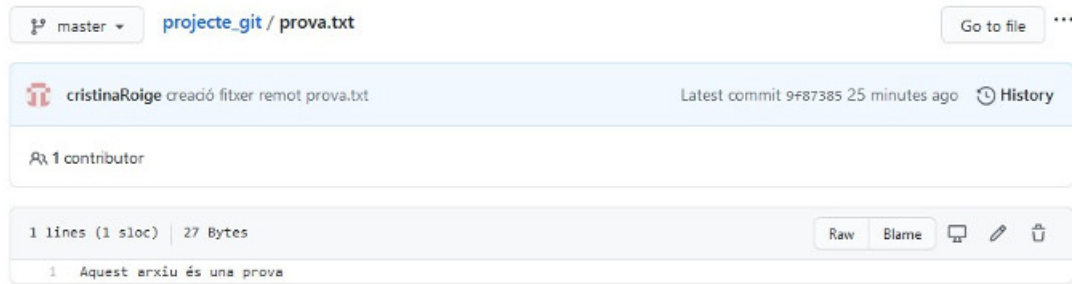 master projecte_git / prova.txt Go to file ...
cristinaRoige creació fitxer remot prova.txt Latest commit 9f87385 25 minutes ago History
1 contributor
1 lines (1 sloc) 27 Bytes Raw Blame
1 Aquest arxiu és una prova